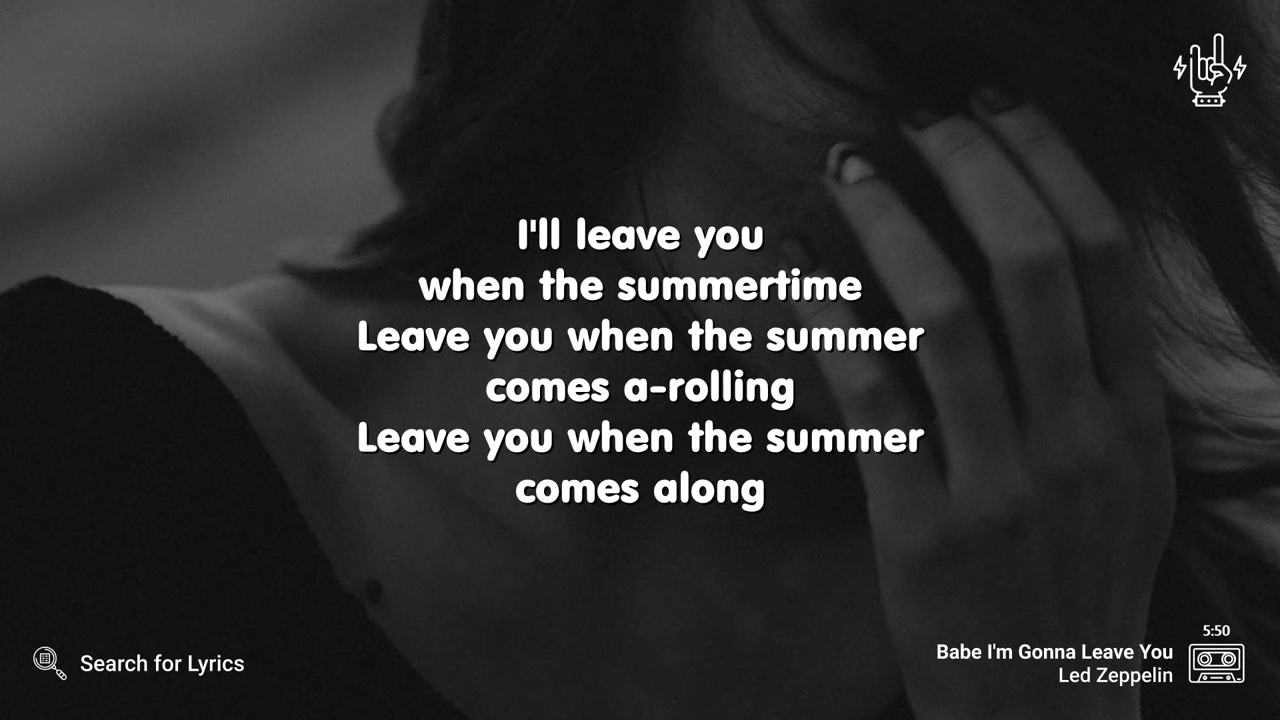 I'll leave you
when the summertime
Leave you when the summer
comes a-rolling
Leave you when the summer
comes along
5:50
Search for Lyrics
Babe I'm Gonna Leave You
Led Zeppelin